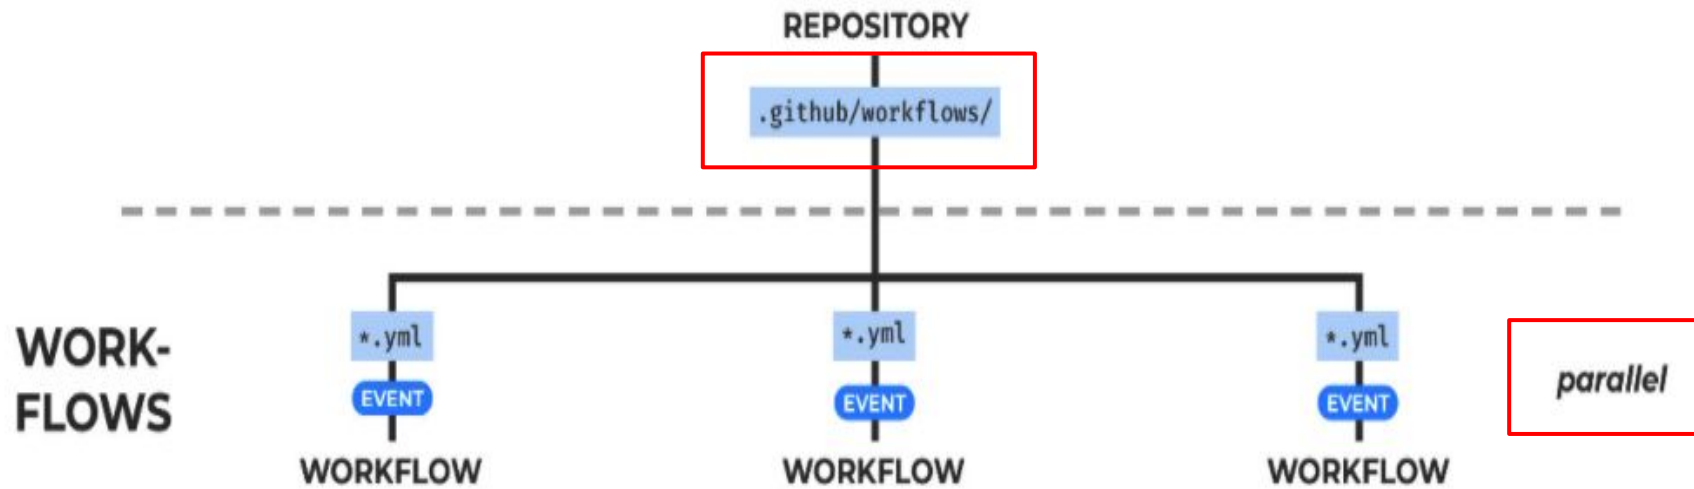 REPOSITORY
.github/workflows/
WORK-
FLOWS
*.yml
*.yml
*.yml
EVENT
EVENT
EVENT
WORKFLOW
WORKFLOW
WORKFLOW
parallel